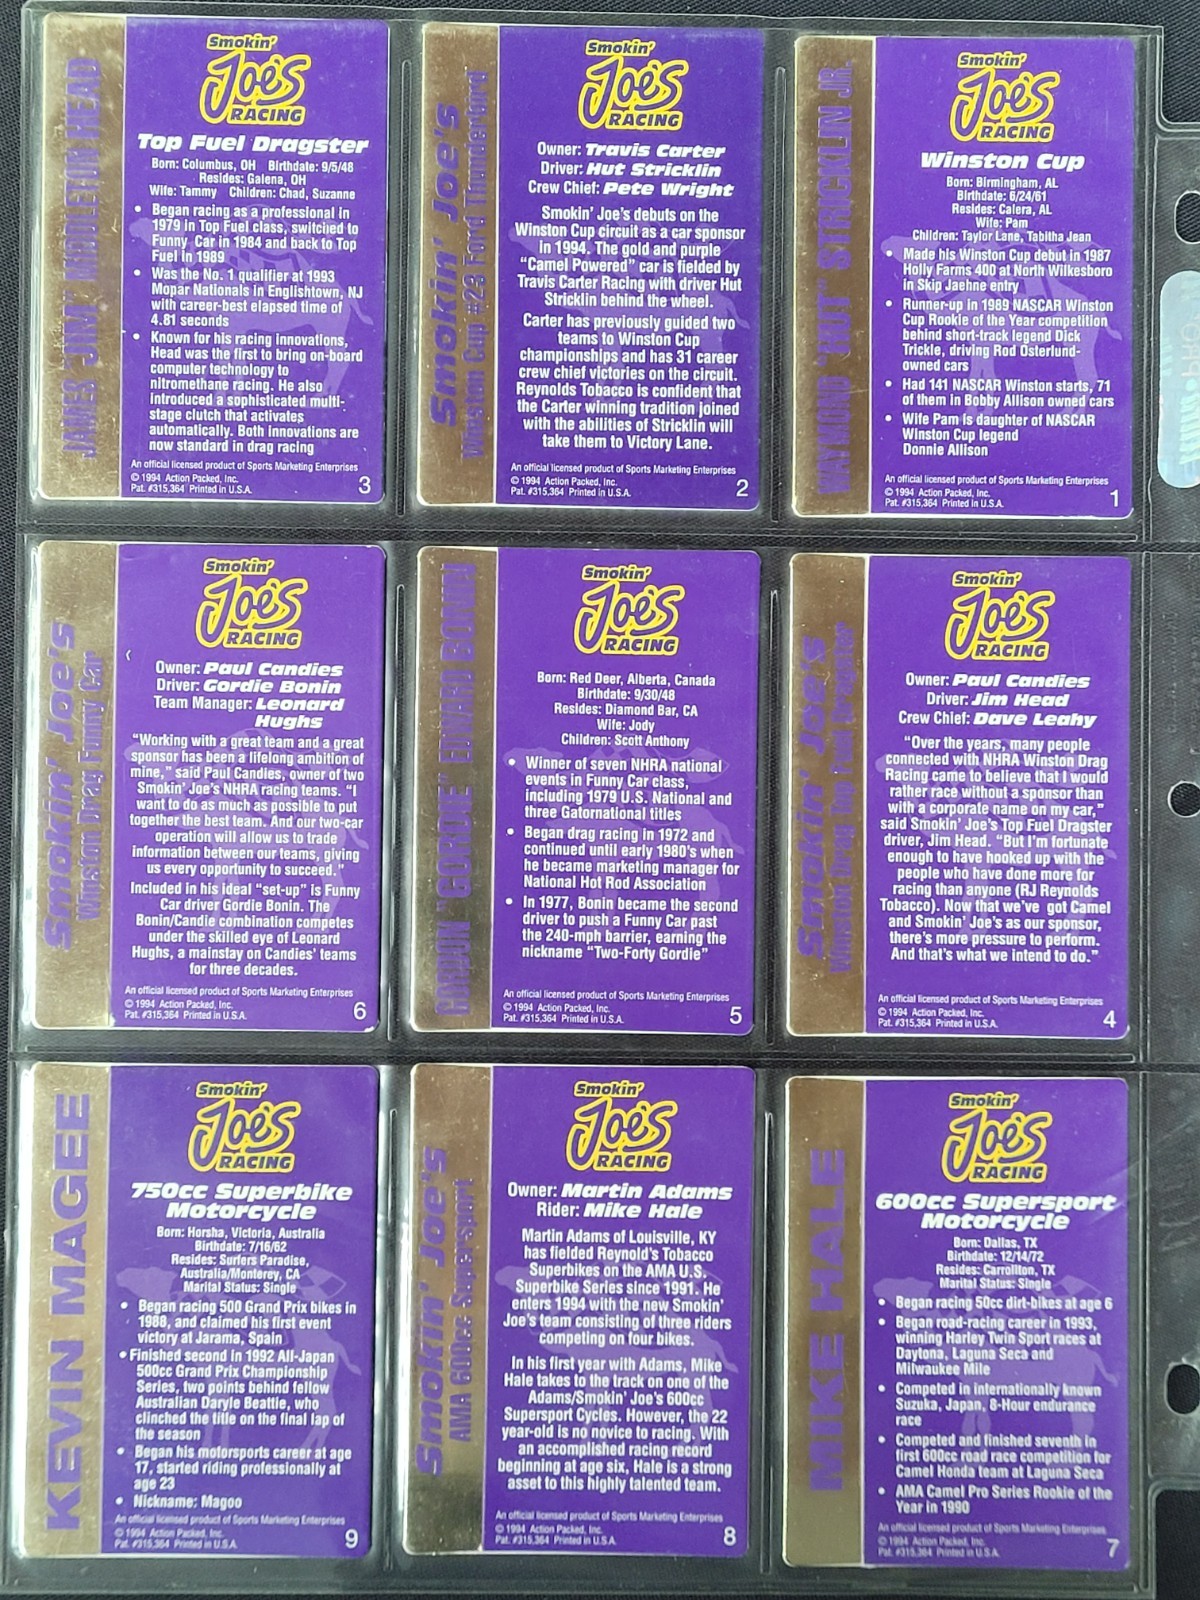 JAMES "JIM" MIDDLETON HEAD
Smokin'
Joe's
RACING
Top Fuel Dragster
Born: Columbus, OH Birthdate: 9/5/48
Resides: Galena, OH
Wife: Tammy Children: Chad, Suzanne
• Began racing as a professional in
1979 in Top Fuel class, switched to
Funny Car in 1984 and back to Top
Fuel in 1989
• Was the No. 1 qualifier at 1993
Mopar Nationals in Englishtown, NJ
with career-best elapsed time of
4.81 seconds
• Known for his racing innovations,
Head was the first to bring on-board
computer technology to
nitromethane racing. He also
introduced a sophisticated multi-
stage clutch that activates
automatically. Both innovations are
now standard in drag racing
An official licensed product of Sports Marketing Enterprises
© 1994 Action Packed, Inc.
Pat. #315,364 Printed in U.S.A.
3
Smokin' Joe's
Winston Cup #23 Ford Thunderbird
Smokin'
Joe's
RACING
Owner: Travis Carter
Driver: Hut Stricklin
Crew Chief: Pete Wright
Smokin' Joe's debuts on the
Winston Cup circuit as a car sponsor
in 1994. The gold and purple
"Camel Powered" car is fielded by
Travis Carter Racing with driver Hut
Stricklin behind the wheel.
Carter has previously guided two
teams to Winston Cup
championships and has 31 career
crew chief victories on the circuit.
Reynolds Tobacco is confident that
the Carter winning tradition joined
with the abilities of Stricklin will
take them to Victory Lane.
An official licensed product of Sports Marketing Enterprises
© 1994 Action Packed, Inc.
Pat. #315,364 Printed in U.S.A.
2
WAYMOND "HUT" STRICKLIN JR.
Smokin'
Joe's
RACING
Winston Cup
Born: Birmingham, AL
Birthdate: 6/24/61
Resides: Calera, AL
Wife: Pam
Children: Taylor Lane, Tabitha Jean
• Made his Winston Cup debut in 1987
Holly Farms 400 at North Wilkesboro
in Skip Jaehne entry
• Runner-up in 1989 NASCAR Winston
Cup Rookie of the Year competition
behind short-track legend Dick
Trickle, driving Rod Osterlund-
owned cars
• Had 141 NASCAR Winston starts, 71
of them in Bobby Allison owned cars
• Wife Pam is daughter of NASCAR
Winston Cup legend
Donnie Allison
An official licensed product of Sports Marketing Enterprises
© 1994 Action Packed, Inc.
Pat. #315,364 Printed in U.S.A.
1
Smokin' Joe's
Winston Drag Funny Car
Smokin'
Joe's
RACING
Owner: Paul Candies
Driver: Gordie Bonin
Team Manager: Leonard
Hughs
"Working with a great team and a great
sponsor has been a lifelong ambition of
mine," said Paul Candies, owner of two
Smokin' Joe's NHRA racing teams. "I
want to do as much as possible to put
together the best team. And our two-car
operation will allow us to trade
information between our teams, giving
us every opportunity to succeed."
Included in his ideal "set-up" is Funny
Car driver Gordie Bonin. The
Bonin/Candie combination competes
under the skilled eye of Leonard
Hughs, a mainstay on Candies' teams
for three decades.
An official licensed product of Sports Marketing Enterprises
© 1994 Action Packed, Inc.
Pat. #315,364 Printed in U.S.A.
6
GORDON "GORDIE" EDWARD BONIN
Smokin'
Joe's
RACING
Born: Red Deer, Alberta, Canada
Birthdate: 9/30/48
Resides: Diamond Bar, CA
Wife: Jody
Children: Scott Anthony
• Winner of seven NHRA national
events in Funny Car class,
including 1979 U.S. National and
three Gatornational titles
• Began drag racing in 1972 and
continued until early 1980's when
he became marketing manager for
National Hot Rod Association
• In 1977, Bonin became the second
driver to push a Funny Car past
the 240-mph barrier, earning the
nickname "Two-Forty Gordie"
An official licensed product of Sports Marketing Enterprises
© 1994 Action Packed, Inc.
Pat. #315,364 Printed in U.S.A.
5
Smokin' Joe's
Winston Drag Top Fuel Dragster
Smokin'
Joe's
RACING
Owner: Paul Candies
Driver: Jim Head
Crew Chief: Dave Leahy
"Over the years, many people
connected with NHRA Winston Drag
Racing came to believe that I would
rather race without a sponsor than
with a corporate name on my car,"
said Smokin' Joe's Top Fuel Dragster
driver, Jim Head. "But I'm fortunate
enough to have hooked up with the
people who have done more for
racing than anyone (RJ Reynolds
Tobacco). Now that we've got Camel
and Smokin' Joe's as our sponsor,
there's more pressure to perform.
And that's what we intend to do."
An official licensed product of Sports Marketing Enterprises
© 1994 Action Packed, Inc.
Pat. #315,364 Printed in U.S.A.
4
KEVIN MAGEE
Smokin'
Joe's
RACING
750cc Superbike
Motorcycle
Born: Horsha, Victoria, Australia
Birthdate: 7/16/62
Resides: Surfers Paradise,
Australia/Monterey, CA
Marital Status: Single
• Began racing 500 Grand Prix bikes in
1988, and claimed his first event
victory at Jarama, Spain
• Finished second in 1992 All-Japan
500cc Grand Prix Championship
Series, two points behind fellow
Australian Daryle Beattie, who
clinched the title on the final lap of
the season
• Began his motorsports career at age
17, started riding professionally at
age 23
• Nickname: Magoo
An official licensed product of Sports Marketing Enterprises
© 1994 Action Packed, Inc.
Pat. #315,364 Printed in U.S.A.
9
Smokin' Joe's
AMA 600cc Supersport
Smokin'
Joe's
RACING
Owner: Martin Adams
Rider: Mike Hale
Martin Adams of Louisville, KY
has fielded Reynold's Tobacco
Superbikes on the AMA U.S.
Superbike Series since 1991. He
enters 1994 with the new Smokin'
Joe's team consisting of three riders
competing on four bikes.
In his first year with Adams, Mike
Hale takes to the track on one of the
Adams/Smokin' Joe's 600cc
Supersport Cycles. However, the 22
year-old is no novice to racing. With
an accomplished racing record
beginning at age six, Hale is a strong
asset to this highly talented team.
An official licensed product of Sports Marketing Enterprises
© 1994 Action Packed, Inc.
Pat. #315,364 Printed in U.S.A.
8
MIKE HALE
Smokin'
Joe's
RACING
600cc Supersport
Motorcycle
Born: Dallas, TX
Birthdate: 12/14/72
Resides: Carrollton, TX
Marital Status: Single
• Began racing 50cc dirt-bikes at age 6
• Began road-racing career in 1993,
winning Harley Twin Sport races at
Daytona, Laguna Seca and
Milwaukee Mile
• Competed in internationally known
Suzuka, Japan, 8-Hour endurance
race
• Competed and finished seventh in
first 600cc road race competition for
Camel Honda team at Laguna Seca
• AMA Camel Pro Series Rookie of the
Year in 1990
An official licensed product of Sports Marketing Enterprises
© 1994 Action Packed, Inc.
Pat. #315,364 Printed in U.S.A.
7